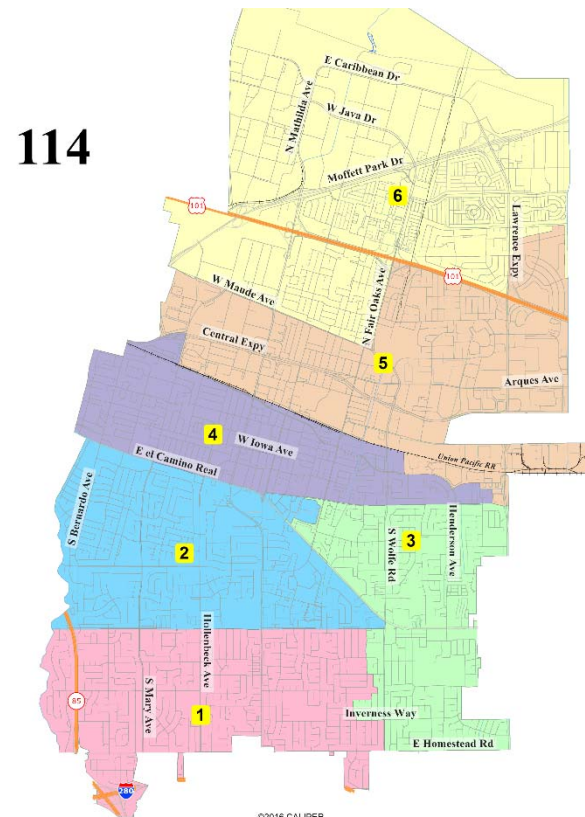 114
E Caribbean Dr
N Mathilda Ave
W Java Dr
Moffett Park Dr
6
101
Lawrence Expy
W Maude Ave
N Fair Oaks Ave
101
Central Expy
5
Arques Ave
4
W Iowa Ave
E el Camino Real
Union Pacific RR
S Bernardo Ave
2
S Wolfe Rd
3
Henderson Ave
Hollenbeck Ave
S Mary Ave
85
1
Inverness Way
E Homestead Rd
280
©2016 CALIPER